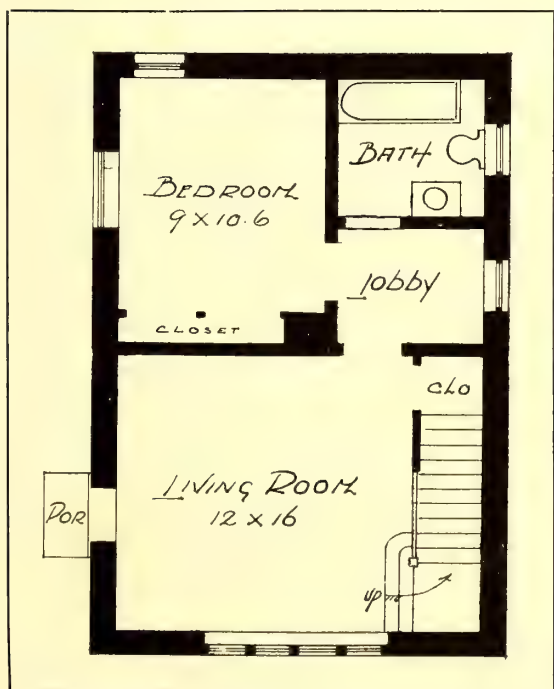 BATH
BEDROOM
9 X 10.6
lobby
CLOSET
CLO
LIVING ROOM
12 X 16
POR
up